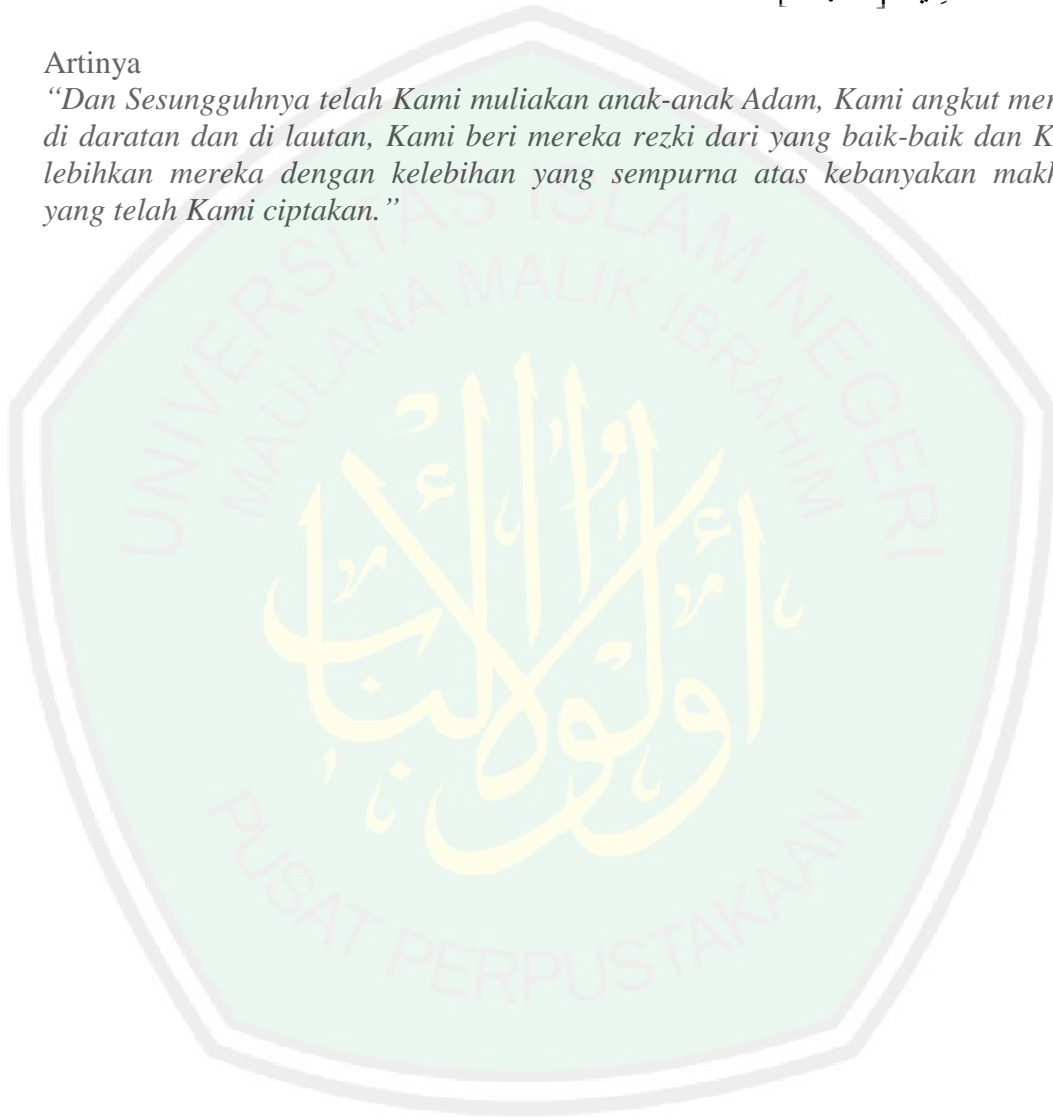 Artinya
“Dan Sesungguhnya telah Kami muliakan anak-anak Adam, Kami angkut
di daratan dan di lautan, Kami beri mereka rezki dari yang baik-baik dan
lebihkan mereka dengan kelebihan yang sempurna atas kebanyakan
yang telah Kami ciptakan.”
UNIVERSITAS ISLAM NEGERI
MAULANA MALIK IBRAHIM
أولوا الألباب
PUSAT PERPUSTAKAAN